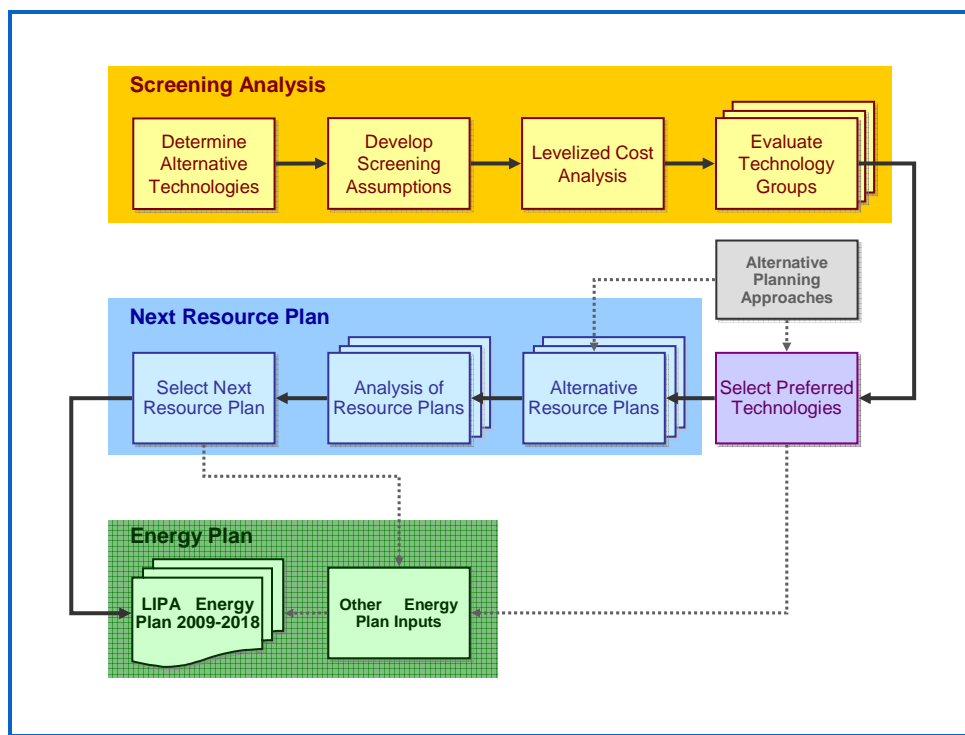 Screening Analysis
Determine
Alternative
Technologies
Develop
Screening
Assumptions
Levelized Cost
Analysis
Evaluate
Technology
Groups
Alternative
Planning
Approaches
Next Resource Plan
Select Next
Resource Plan
Analysis of
Resource Plans
Alternative
Resource Plans
Select Preferred
Technologies
Energy Plan
LIPA Energy
Plan 2009-2018
Other Energy
Plan Inputs